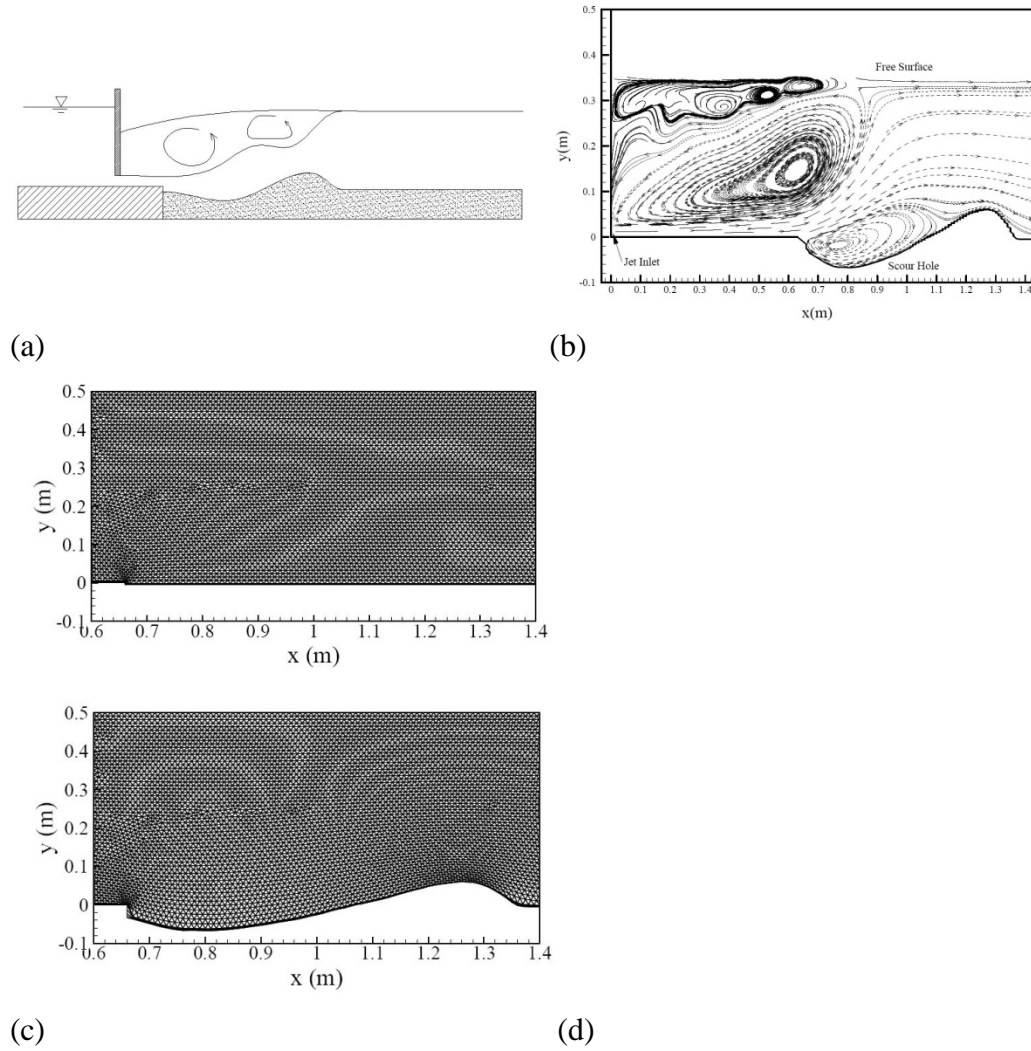 0.5
0.4
0.3
0.2
0.1
0
-0.1
y(m)
Free Surface
Jet Inlet
Scour Hole
0 0.1 0.2 0.3 0.4 0.5 0.6 0.7 0.8 0.9 1 1.1 1.2 1.3 1.4
x(m)
(a)
(b)
0.5
0.4
0.3
0.2
0.1
0
-0.1
y (m)
0.6 0.7 0.8 0.9 1 1.1 1.2 1.3 1.4
x (m)
0.5
0.4
0.3
0.2
0.1
0
-0.1
y (m)
0.6 0.7 0.8 0.9 1 1.1 1.2 1.3 1.4
x (m)
(c)
(d)